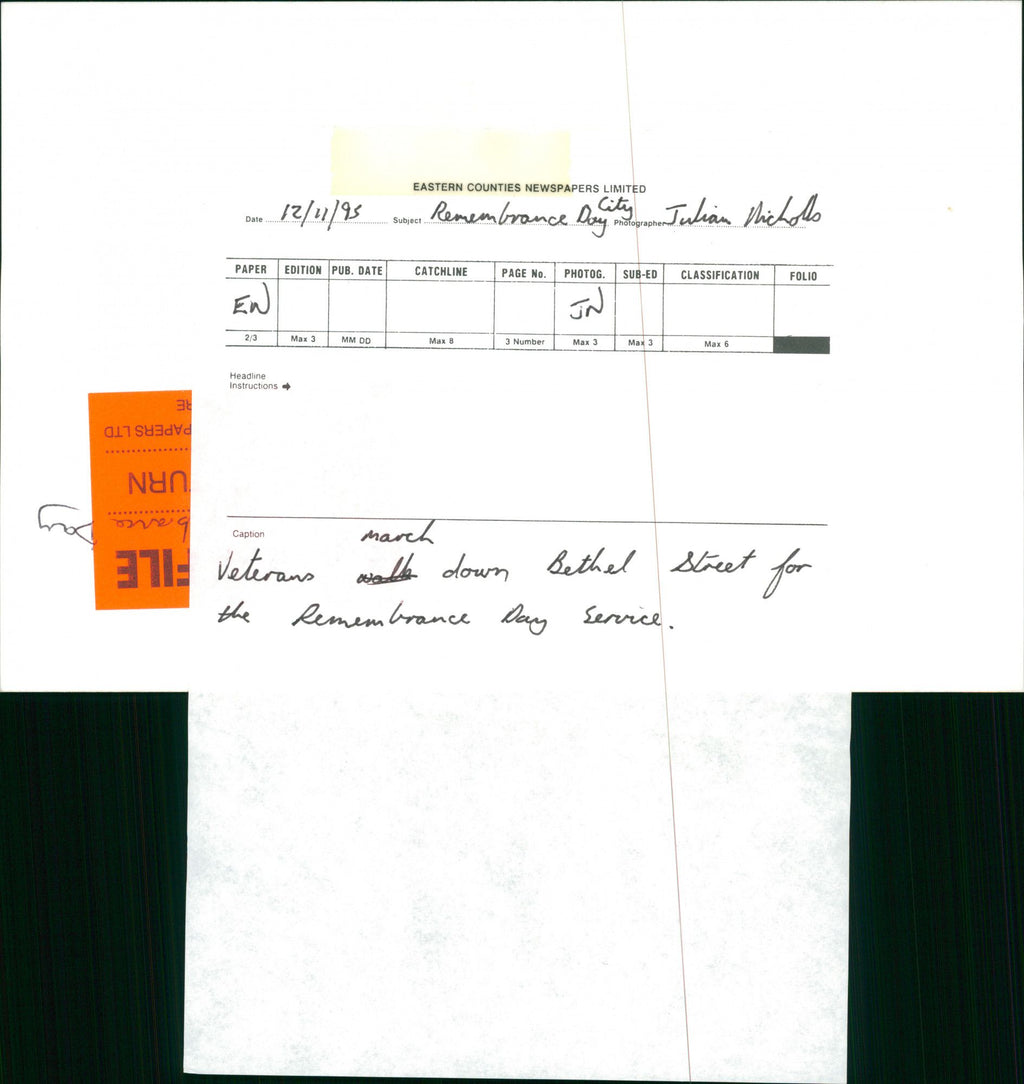 EASTERN COUNTIES NEWSPAPERS LIMITED
Date 12/11/95 Subject Remembrance Day City Photographer Julian Nicholls
PAPER EDITION PUB. DATE CATCHLINE PAGE No. PHOTOG. SUB-ED CLASSIFICATION FOLIO
EN JN
2/3 Max 3 MM DD Max 8 3 Number Max 3 Max 3 Max 6
Headline
Instructions
Caption
march
Veterans walk down Bethel Street for
the Remembrance Day Service.
FILE
brance Day
URN
PAPERS LTD
RE